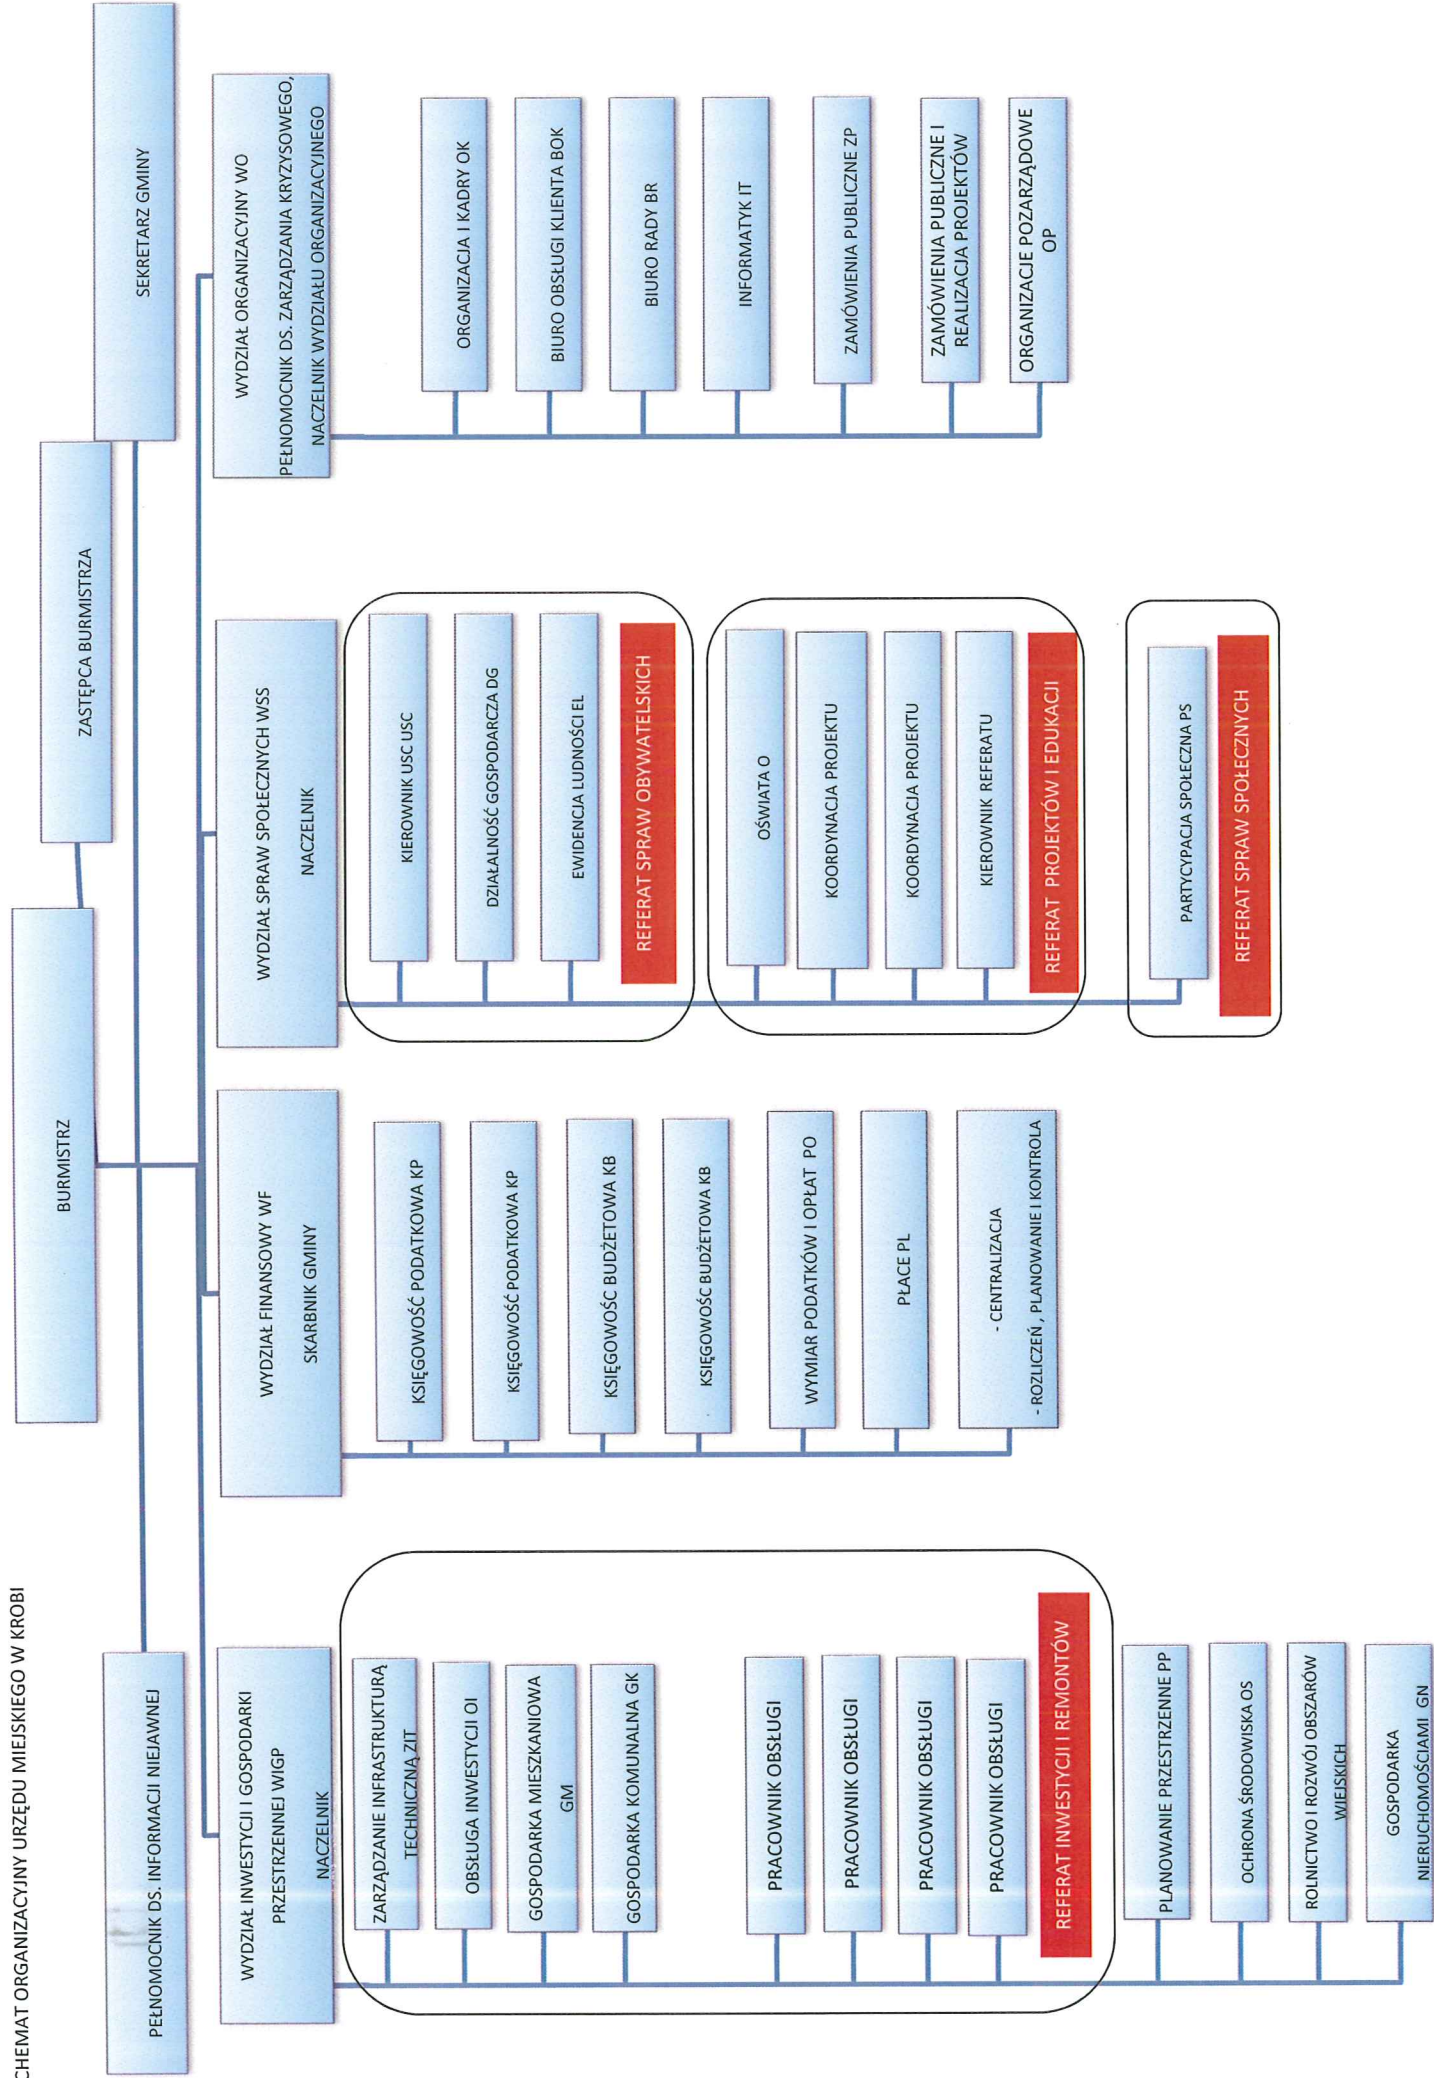 CHEMAT ORGANIZACYJNY URZĘDU MIEJSKIEGO W KROBI
BURMISTRZ
ZASTĘPCA BURMISTRZA
PEŁNOMOCNIK DS. INFORMACJI NIEJAWNEJ
SEKRETARZ GMINY
WYDZIAŁ INWESTYCJI I GOSPODARKI
PRZESTRZENNEJ WIGP
NACZELNIK
ZARZĄDZANIE INFRASTRUKTURĄ
TECHNICZNĄ ZIT
OBSŁUGA INWESTYCJI OI
GOSPODARKA MIESZKANIOWA
GM
GOSPODARKA KOMUNALNA GK
PRACOWNIK OBSŁUGI
PRACOWNIK OBSŁUGI
PRACOWNIK OBSŁUGI
PRACOWNIK OBSŁUGI
REFERAT INWESTYCJI I REMONTÓW
PLANOWANIE PRZESTRZENNE PP
OCHRONA ŚRODOWISKA OS
ROLNICTWO I ROZWÓJ OBSZARÓW
WIEJSKICH
GOSPODARKA
NIERUCHOMOŚCIAMI GN
WYDZIAŁ FINANSOWY WF
SKARBNIK GMINY
KSIĘGOWOŚĆ PODATKOWA KP
KSIĘGOWOŚĆ PODATKOWA KP
KSIĘGOWOŚC BUDŻETOWA KB
KSIĘGOWOŚC BUDŻETOWA KB
WYMIAR PODATKÓW I OPŁAT PO
PŁACE PL
- CENTRALIZACJA
- ROZLICZEŃ , PLANOWANIE I KONTROLA
WYDZIAŁ SPRAW SPOŁECZNYCH WSS
NACZELNIK
KIEROWNIK USC USC
DZIAŁALNOŚĆ GOSPODARCZA DG
EWIDENCJA LUDNOŚCI EL
REFERAT SPRAW OBYWATELSKICH
OŚWIATA O
KOORDYNACJA PROJEKTU
KOORDYNACJA PROJEKTU
KIEROWNIK REFERATU
REFERAT PROJEKTÓW I EDUKACJI
PARTYCYPACJA SPOŁECZNA PS
REFERAT SPRAW SPOŁECZNYCH
WYDZIAŁ ORGANIZACYJNY WO
PEŁNOMOCNIK DS. ZARZĄDZANIA KRYZYSOWEGO,
NACZELNIK WYDZIAŁU ORGANIZACYJNEGO
ORGANIZACJA I KADRY OK
BIURO OBSŁUGI KLIENTA BOK
BIURO RADY BR
INFORMATYK IT
ZAMÓWIENIA PUBLICZNE ZP
ZAMÓWIENIA PUBLICZNE I
REALIZACJA PROJEKTÓW
ORGANIZACJE POZARZĄDOWE
OP